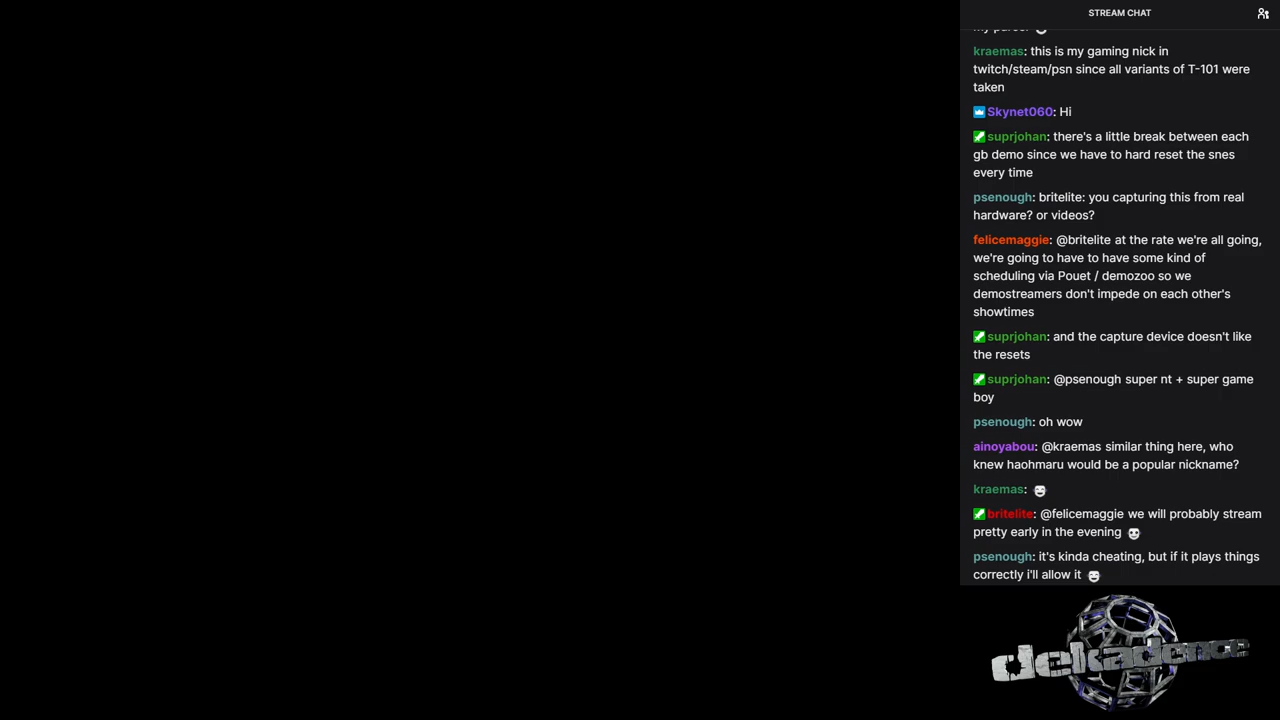 STREAM CHAT
kraemas: this is my gaming nick in
twitch/steam/psn since all variants of T-101 were
taken
Skynet060: Hi
suprjohan: there's a little break between each
gb demo since we have to hard reset the snes
every time
psenough: britelite: you capturing this from real
hardware? or videos?
felicemaggie: @britelite at the rate we're all going,
we're going to have to have some kind of
scheduling via Pouet / demozoo so we
demostreamers don't impede on each other's
showtimes
suprjohan: and the capture device doesn't like
the resets
suprjohan: @psenough super nt + super game
boy
psenough: oh wow
ainoyabou: @kraemas similar thing here, who
knew haohmaru would be a popular nickname?
kraemas:
britelite: @felicemaggie we will probably stream
pretty early in the evening
psenough: it's kinda cheating, but if it plays things
correctly i'll allow it
dekadence